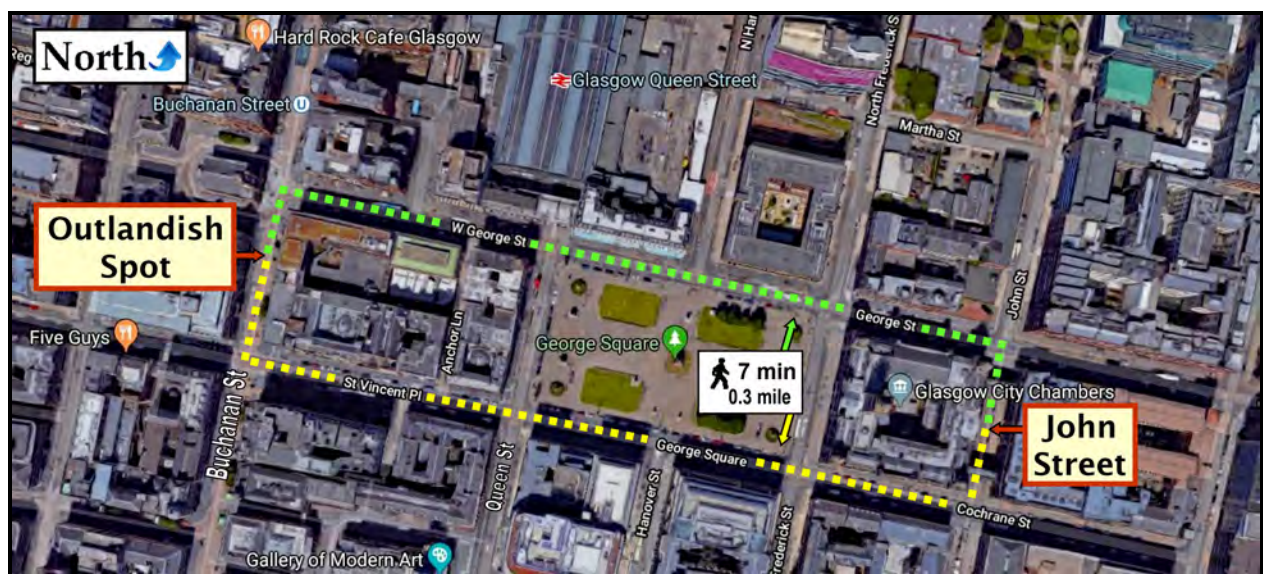 North
Hard Rock Cafe Glasgow
Buchanan Street U
Glasgow Queen Street
North Frederick S
Martha St
Outlandish
Spot
W George St
John St
George St
Five Guys
Anchor Ln
George Square
7 min
0.3 mile
Glasgow City Chambers
St Vincent Pl
John
Street
Buchanan St
Queen St
George Square
Hanover St
Frederick St
Cochrane St
Gallery of Modern Art